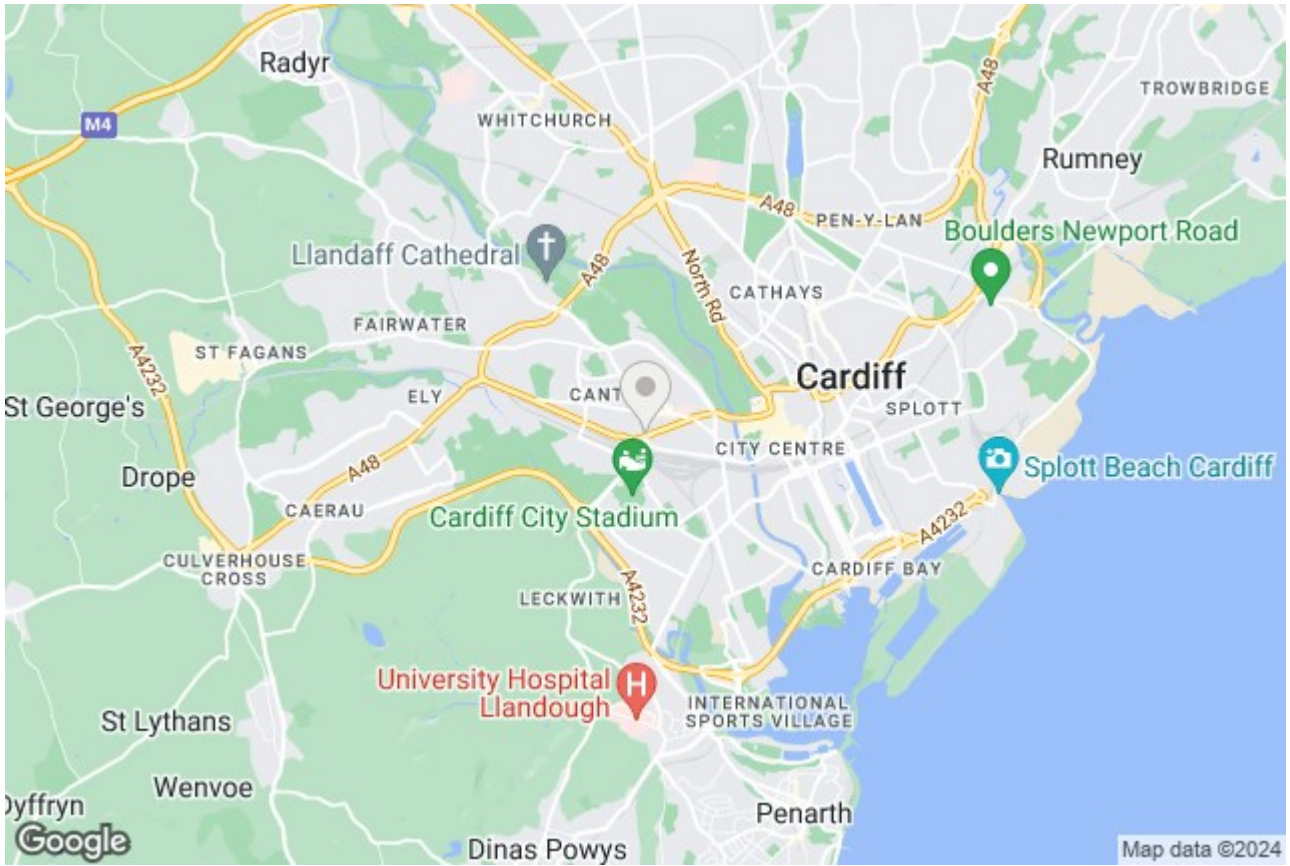 Radyr
M4
WHITCHURCH
A48
TROWBRIDGE
Rumney
A48
PEN-Y-LAN
Boulders Newport Road
Llandaff Cathedral
A48
North Rd
CATHAYS
FAIRWATER
ST FAGANS
A4232
Cardiff
St George's
ELY
CANT
SPLOTT
CITY CENTRE
Drope
A48
Splott Beach Cardiff
CAERAU
Cardiff City Stadium
A4232
CULVERHOUSE
CROSS
CARDIFF BAY
LECKWITH
A4232
University Hospital
Llandough
H
INTERNATIONAL
SPORTS VILLAGE
St Lythans
Wenvoe
Dyffryn
Penarth
Google
Dinas Powys
Map data ©2024